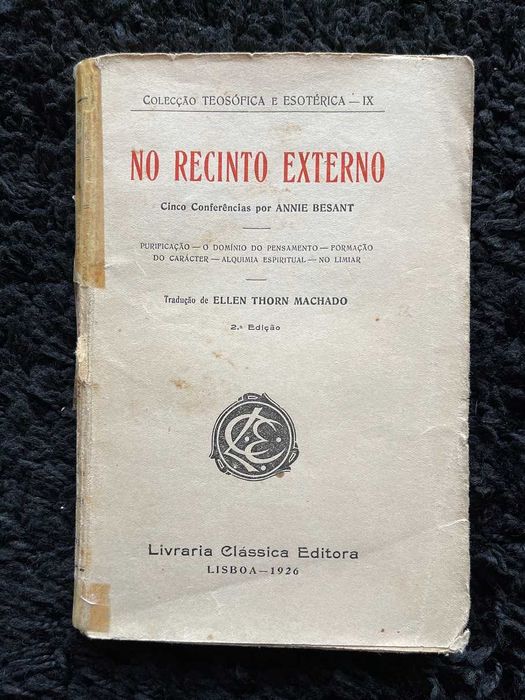 COLECÇÃO TEOSÓFICA E ESOTÉRICA — IX
NO RECINTO EXTERNO
Cinco Conferências por ANNIE BESANT
PURIFICAÇÃO — O DOMÍNIO DO PENSAMENTO — FORMAÇÃO
DO CARÁCTER — ALQUIMIA ESPIRITUAL — NO LIMIAR
Tradução de ELLEN THORN MACHADO
2.ª Edição
Livraria Clássica Editora
LISBOA—1926